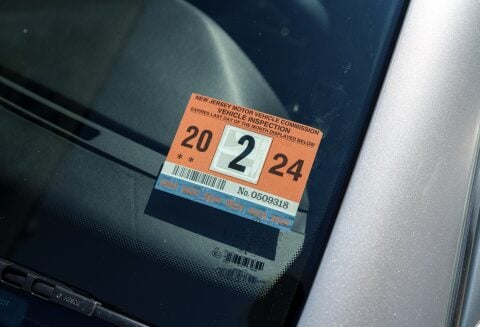 NEW JERSEY MOTOR VEHICLE COMMISSION
VEHICLE INSPECTION
EXPIRES LAST DAY OF THE MONTH DISPLAYED BELOW
20 2 24
**
No. 0509318